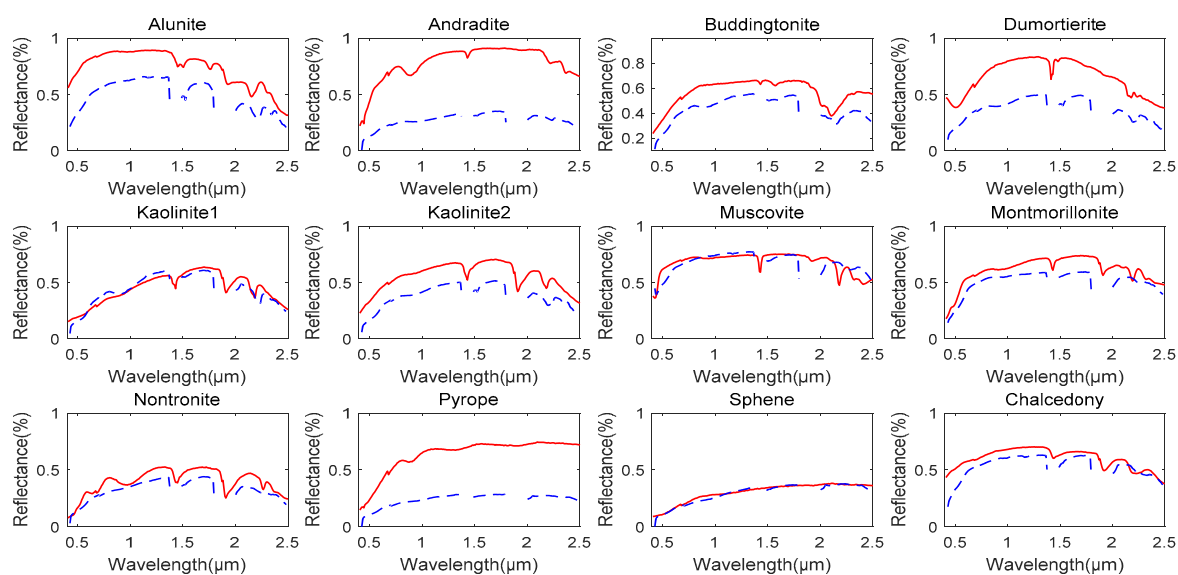 Alunite Andradite Buddingtonite Dumortierite
Reflectance(%) Reflectance(%) Reflectance(%) Reflectance(%)
1 1 0.8 1
0.6
0.5 0.5 0.5
0.4
0 0 0.2 0
0.5 1 1.5 2 2.5 0.5 1 1.5 2 2.5 0.5 1 1.5 2 2.5 0.5 1 1.5 2 2.5
Wavelength(μm) Wavelength(μm) Wavelength(μm) Wavelength(μm)
Kaolinite1 Kaolinite2 Muscovite Montmorillonite
Reflectance(%) Reflectance(%) Reflectance(%) Reflectance(%)
1 1 1 1
0.5 0.5 0.5 0.5
0 0 0 0
0.5 1 1.5 2 2.5 0.5 1 1.5 2 2.5 0.5 1 1.5 2 2.5 0.5 1 1.5 2 2.5
Wavelength(μm) Wavelength(μm) Wavelength(μm) Wavelength(μm)
Nontronite Pyrope Sphene Chalcedony
Reflectance(%) Reflectance(%) Reflectance(%) Reflectance(%)
1 1 1 1
0.5 0.5 0.5 0.5
0 0 0 0
0.5 1 1.5 2 2.5 0.5 1 1.5 2 2.5 0.5 1 1.5 2 2.5 0.5 1 1.5 2 2.5
Wavelength(μm) Wavelength(μm) Wavelength(μm) Wavelength(μm)